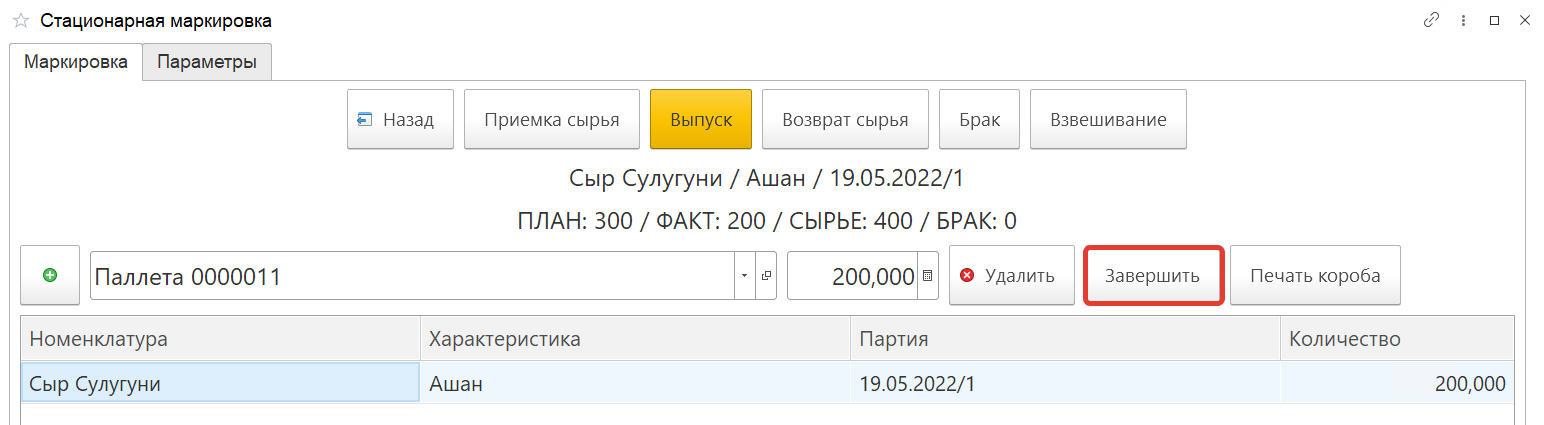 Стационарная маркировка
Маркировка Параметры
Назад Приемка сырья Выпуск Возврат сырья Брак Взвешивание
Сыр Сулугуни / Ашан / 19.05.2022/1
ПЛАН: 300 / ФАКТ: 200 / СЫРЬЕ: 400 / БРАК: 0
Паллета 0000011 200,000 Удалить Завершить Печать короба
Номенклатура Характеристика Партия Количество
Сыр Сулугуни Ашан 19.05.2022/1 200,000